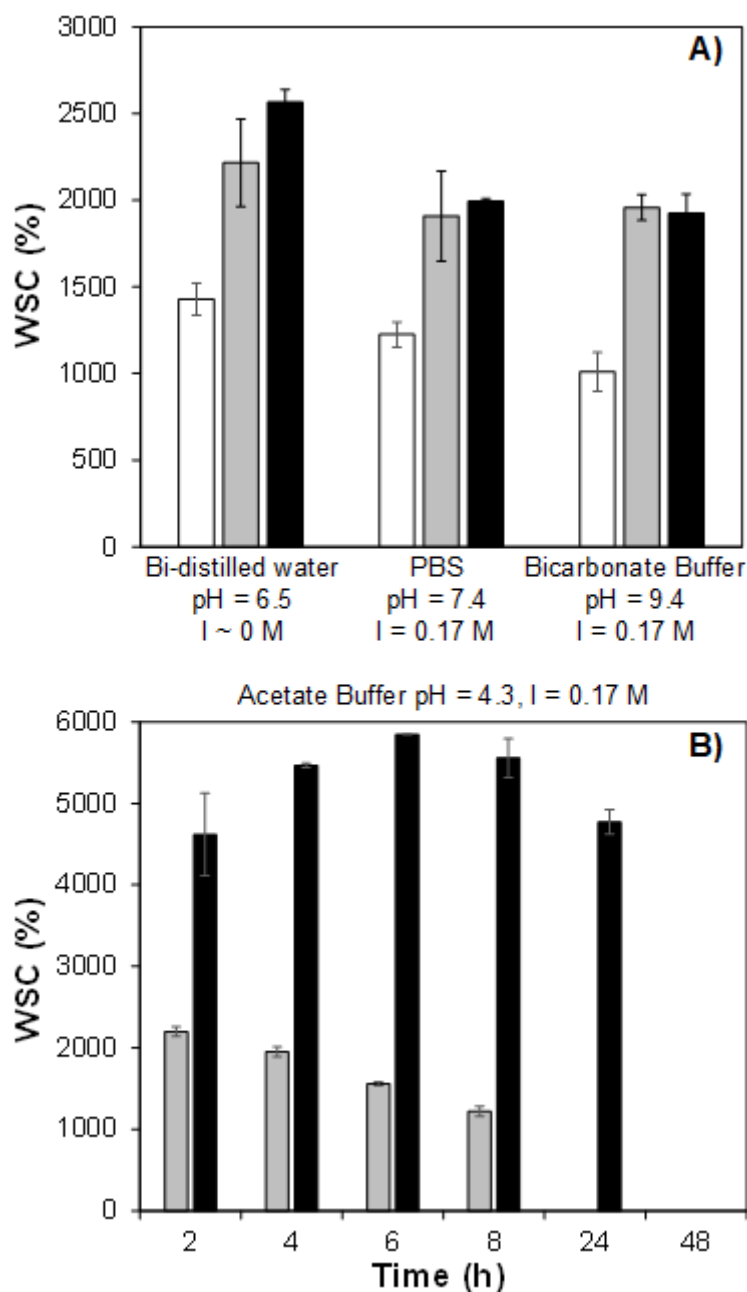 A)
3000
2500
2000
1500
1000
500
0
WSC (%)
Bi-distilled water PBS Bicarbonate Buffer
pH = 6.5 pH = 7.4 pH = 9.4
I ~ 0 M I = 0.17 M I = 0.17 M
Acetate Buffer pH = 4.3, I = 0.17 M
B)
6000
5000
4000
3000
2000
1000
0
WSC (%)
2 4 6 8 24 48
Time (h)